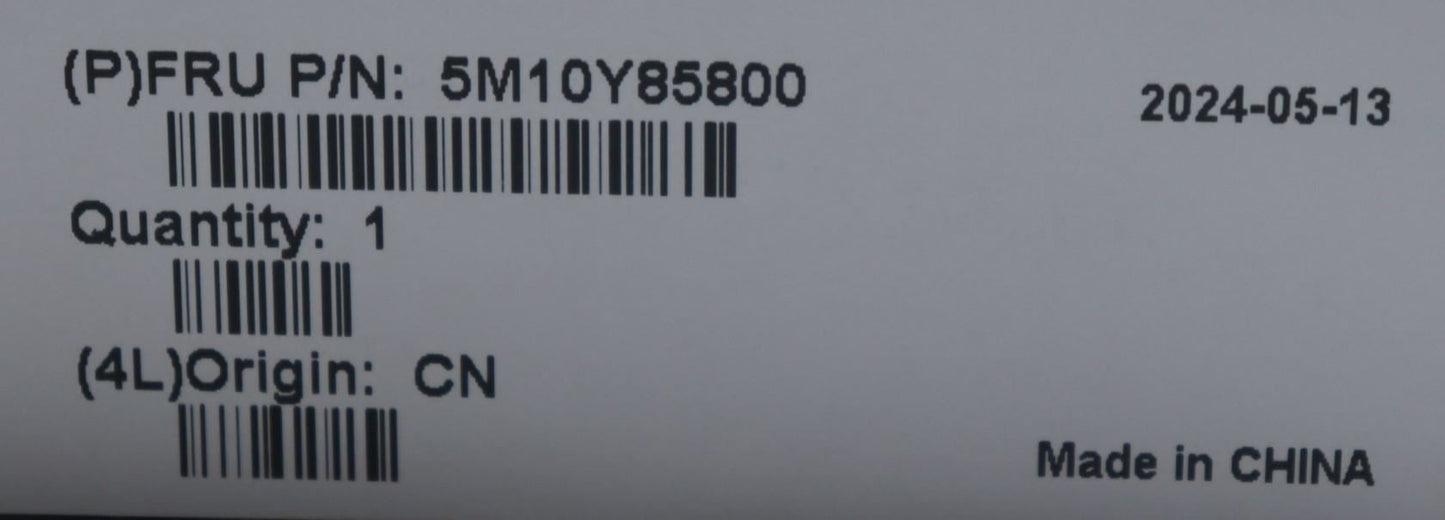 (P)FRU P/N: 5M10Y85800
2024-05-13
Quantity: 1
(4L)Origin: CN
Made in CHINA